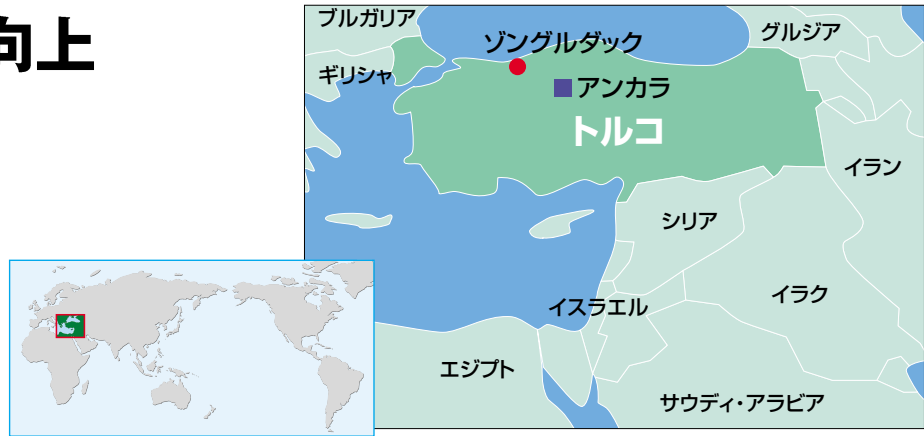 向上
ブルガリア
グルジア
ゾングルダック
ギリシャ
アンカラ
トルコ
イラン
シリア
イラク
イスラエル
エジプト
サウディ・アラビア